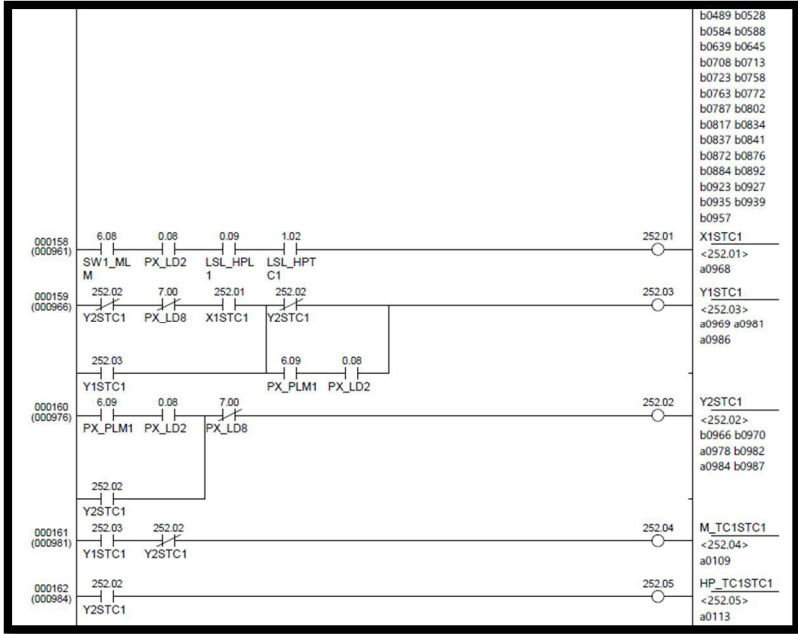 b0489 b0528
b0584 b0588
b0639 b0645
b0708 b0713
b0723 b0758
b0763 b0772
b0787 b0802
b0817 b0834
b0837 b0841
b0872 b0876
b0884 b0892
b0923 b0927
b0935 b0939
b0957
000158
(000961)
6.08 0.08 0.09 1.02 252.01 X1STC1
SW1_ML PX_LD2 LSL_HPL LSL_HPT
M 1 C1
<252.01>
a0968
000159
(000966)
252.02 7.00 252.01 252.02 252.03 Y1STC1
Y2STC1 PX_LD8 X1STC1 Y2STC1
<252.03>
a0969 a0981
a0986
252.03 6.09 0.08
Y1STC1 PX_PLM1 PX_LD2
000160
(000976)
6.09 0.08 7.00 252.02 Y2STC1
PX_PLM1 PX_LD2 PX_LD8
<252.02>
b0966 b0970
a0978 b0982
a0984 b0987
252.02
Y2STC1
000161
(000981)
252.03 252.02 252.04 M_TC1STC1
Y1STC1 Y2STC1
<252.04>
a0109
000162
(000984)
252.02 252.05 HP_TC1STC1
Y2STC1
<252.05>
a0113